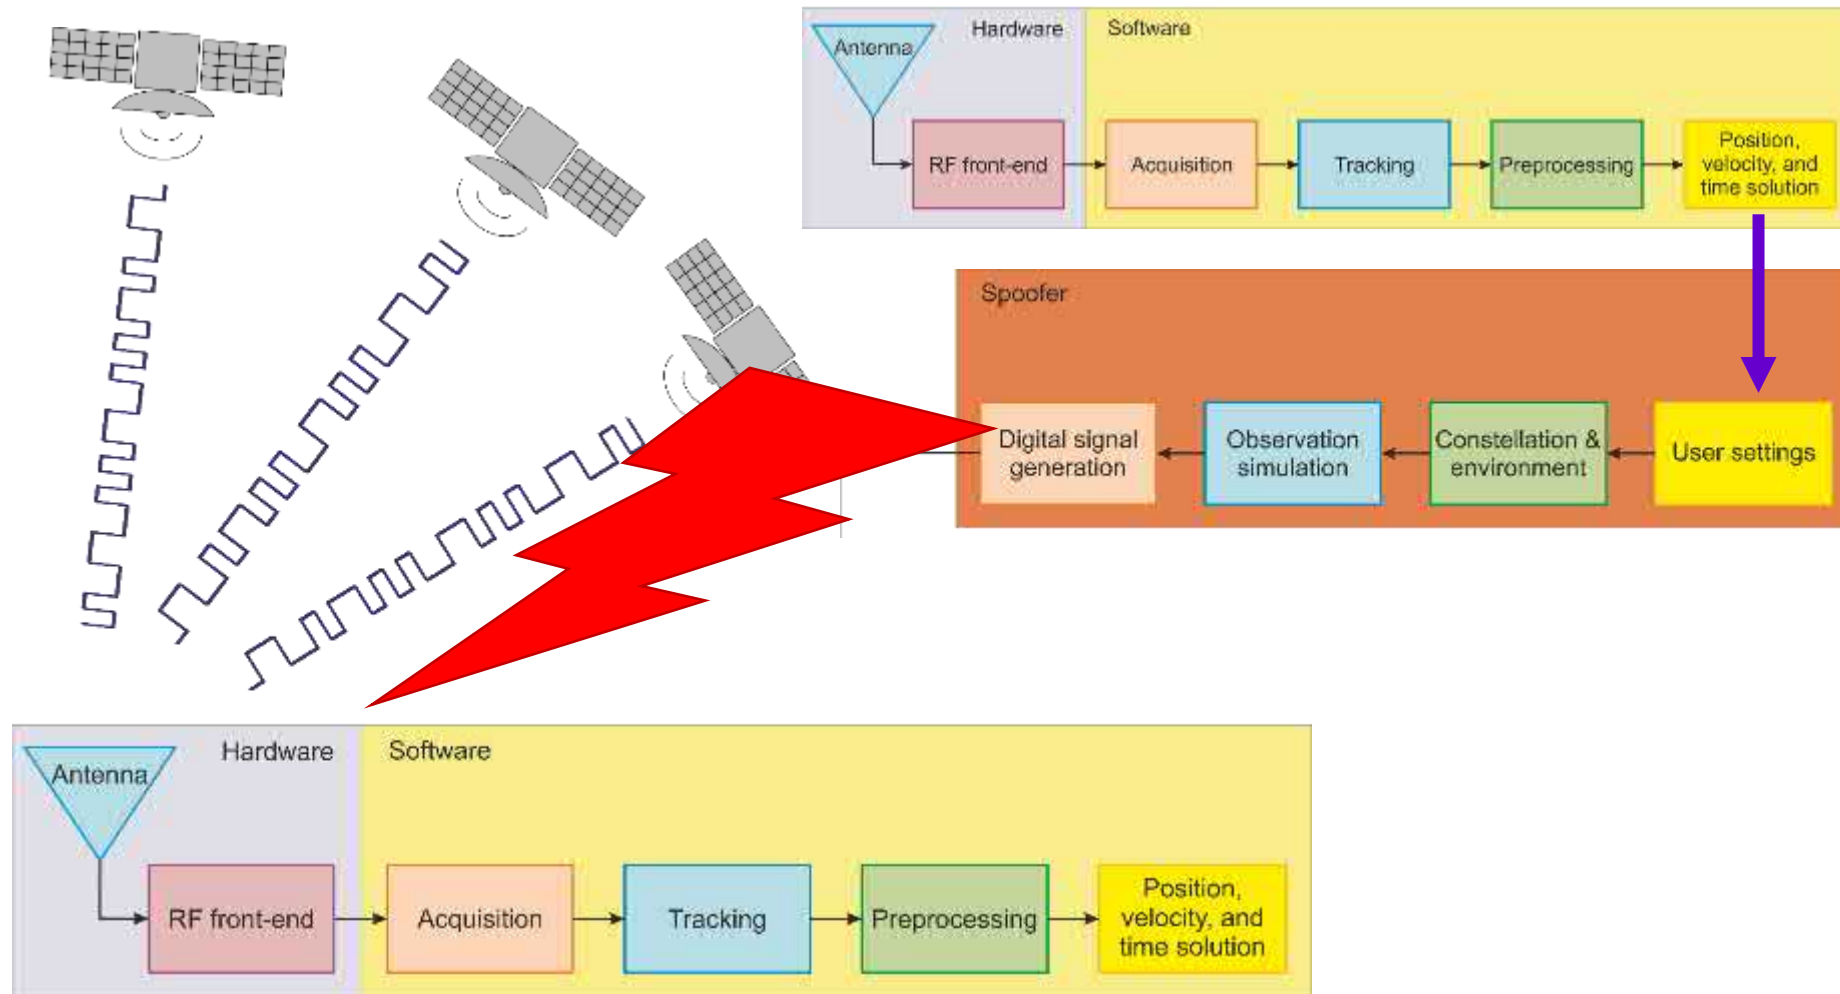 Hardware
Software
Antenna
RF front-end
Acquisition
Tracking
Preprocessing
Position,
velocity, and
time solution
Spoofer
Digital signal
generation
Observation
simulation
Constellation &
environment
User settings
Hardware
Software
Antenna
RF front-end
Acquisition
Tracking
Preprocessing
Position,
velocity, and
time solution